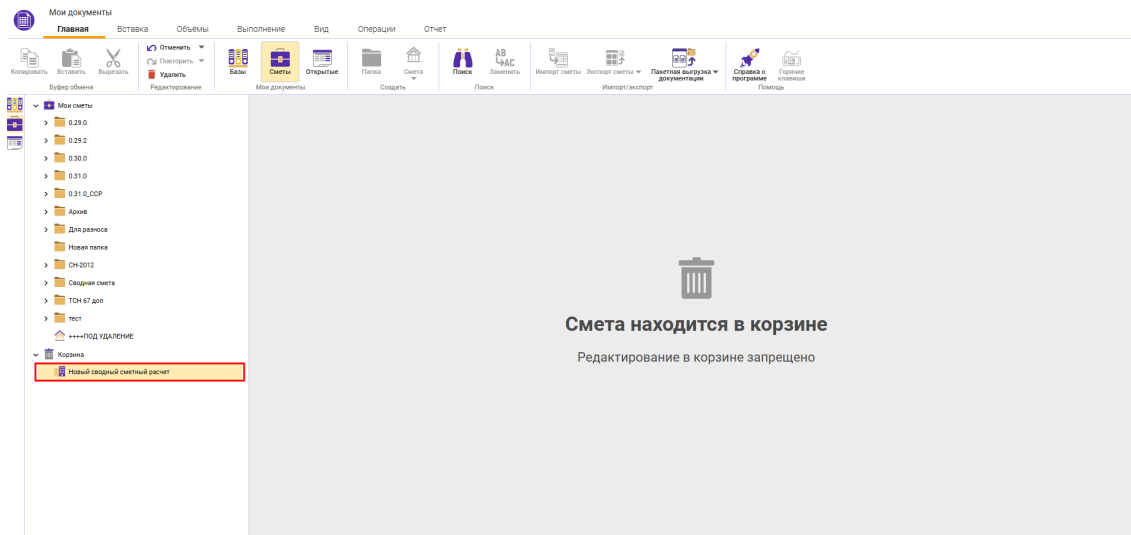 Мои документы
Главная Вставка Объёмы Выполнение Вид Операции Отчет
Копировать Вставить Вырезать
Буфер обмена
Отменить
Повторить
Удалить
Редактирование
Базы Сметы Открытые
Мои документы
Папка Смета
Создать
Поиск Заменить
AB
AC
Поиск
Импорт сметы Экспорт сметы Пакетная выгрузка документации
Импорт/экспорт
Справка о программе Горячие клавиши
Помощь
Мои сметы
0.29.0
0.29.2
0.30.0
0.31.0
0.31.0_ССР
Архив
Для разноса
Новая папка
СН-2012
Сводная смета
ТСН 67 доп
тест
++++ПОД УДАЛЕНИЕ
Корзина
Новый сводный сметный расчет
Смета находится в корзине
Редактирование в корзине запрещено